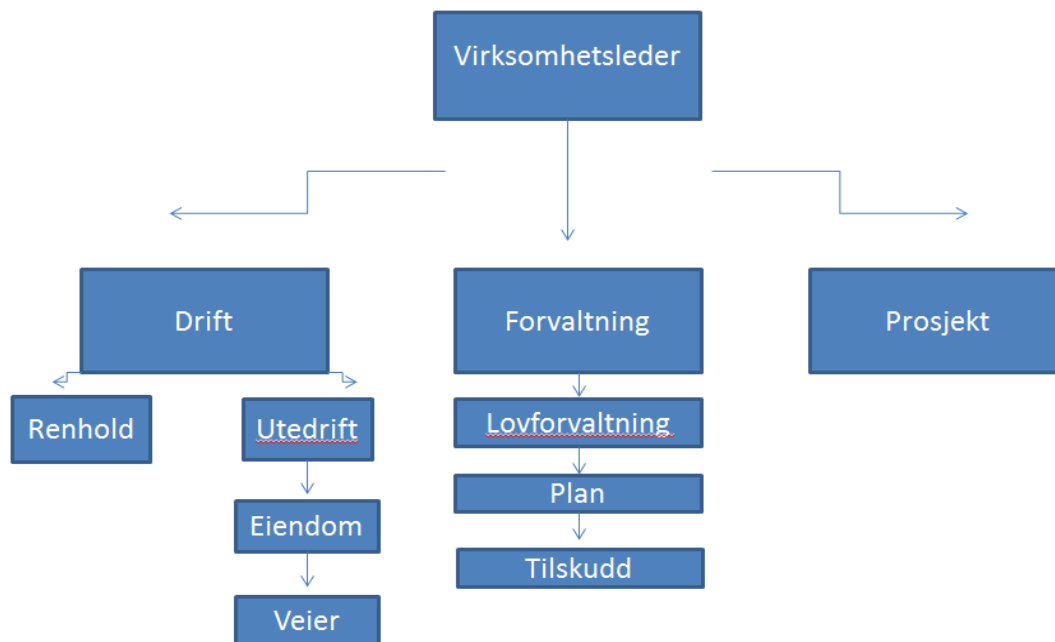 Virksomhetsleder
Drift
Forvaltning
Prosjekt
Renhold
Utedrift
Lovforvaltning
Plan
Eiendom
Tilskudd
Veier